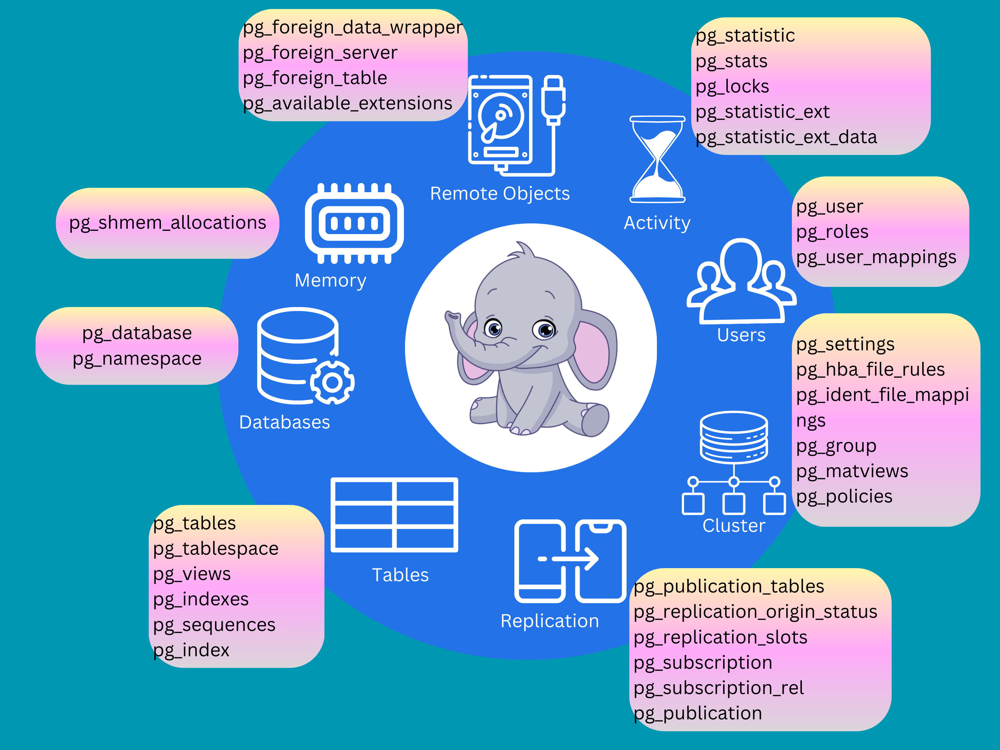 pg_foreign_data_wrapper
pg_foreign_server
pg_foreign_table
pg_available_extensions
Remote Objects
pg_statistic
pg_stats
pg_locks
pg_statistic_ext
pg_statistic_ext_data
Activity
pg_user
pg_roles
pg_user_mappings
Users
pg_settings
pg_hba_file_rules
pg_ident_file_mappi
ngs
pg_group
pg_matviews
pg_policies
Cluster
pg_publication_tables
pg_replication_origin_status
pg_replication_slots
pg_subscription
pg_subscription_rel
pg_publication
Replication
pg_tables
pg_tablespace
pg_views
pg_indexes
pg_sequences
pg_index
Tables
pg_database
pg_namespace
Databases
pg_shmem_allocations
Memory